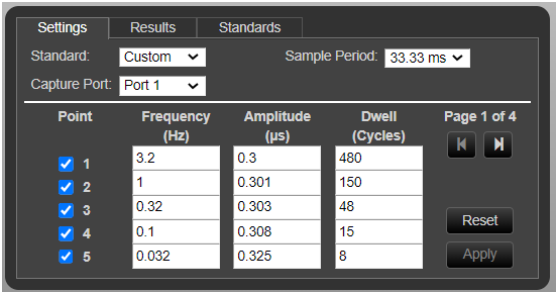 Settings Results Standards
Standard: Custom Sample Period: 33.33 ms
Capture Port: Port 1
Point Frequency (Hz) Amplitude (µs) Dwell (Cycles) Page 1 of 4
1 3.2 0.3 480
2 1 0.301 150
3 0.32 0.303 48
4 0.1 0.308 15
5 0.032 0.325 8
Reset
Apply